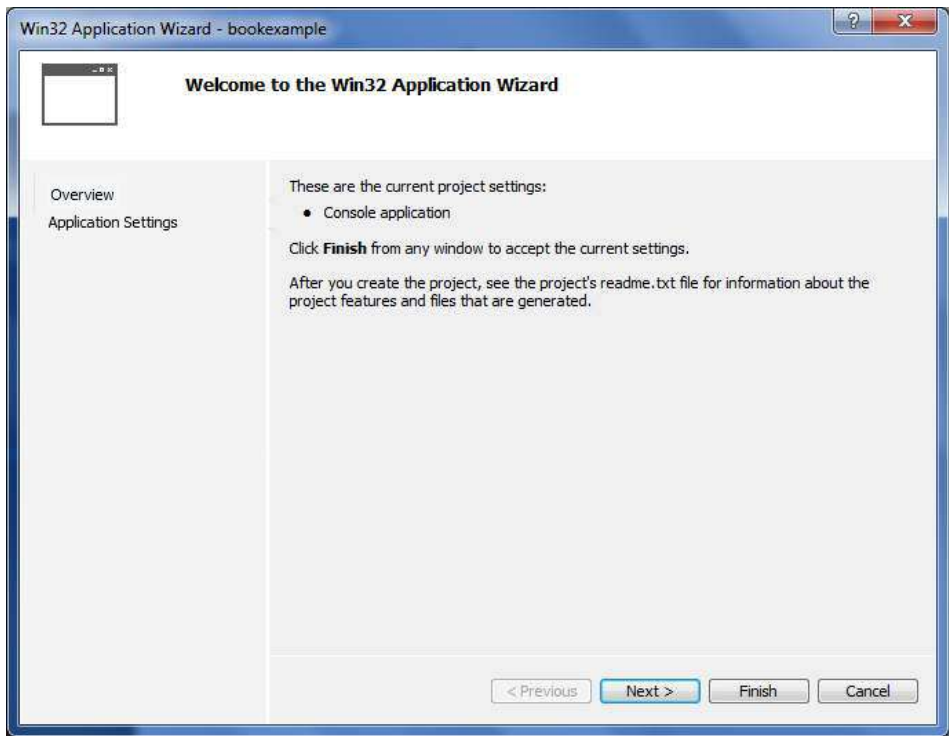 Win32 Application Wizard - bookexample
Welcome to the Win32 Application Wizard
Overview
Application Settings
These are the current project settings:
• Console application
Click Finish from any window to accept the current settings.
After you create the project, see the project's readme.txt file for information about the
project features and files that are generated.
< Previous
Next >
Finish
Cancel